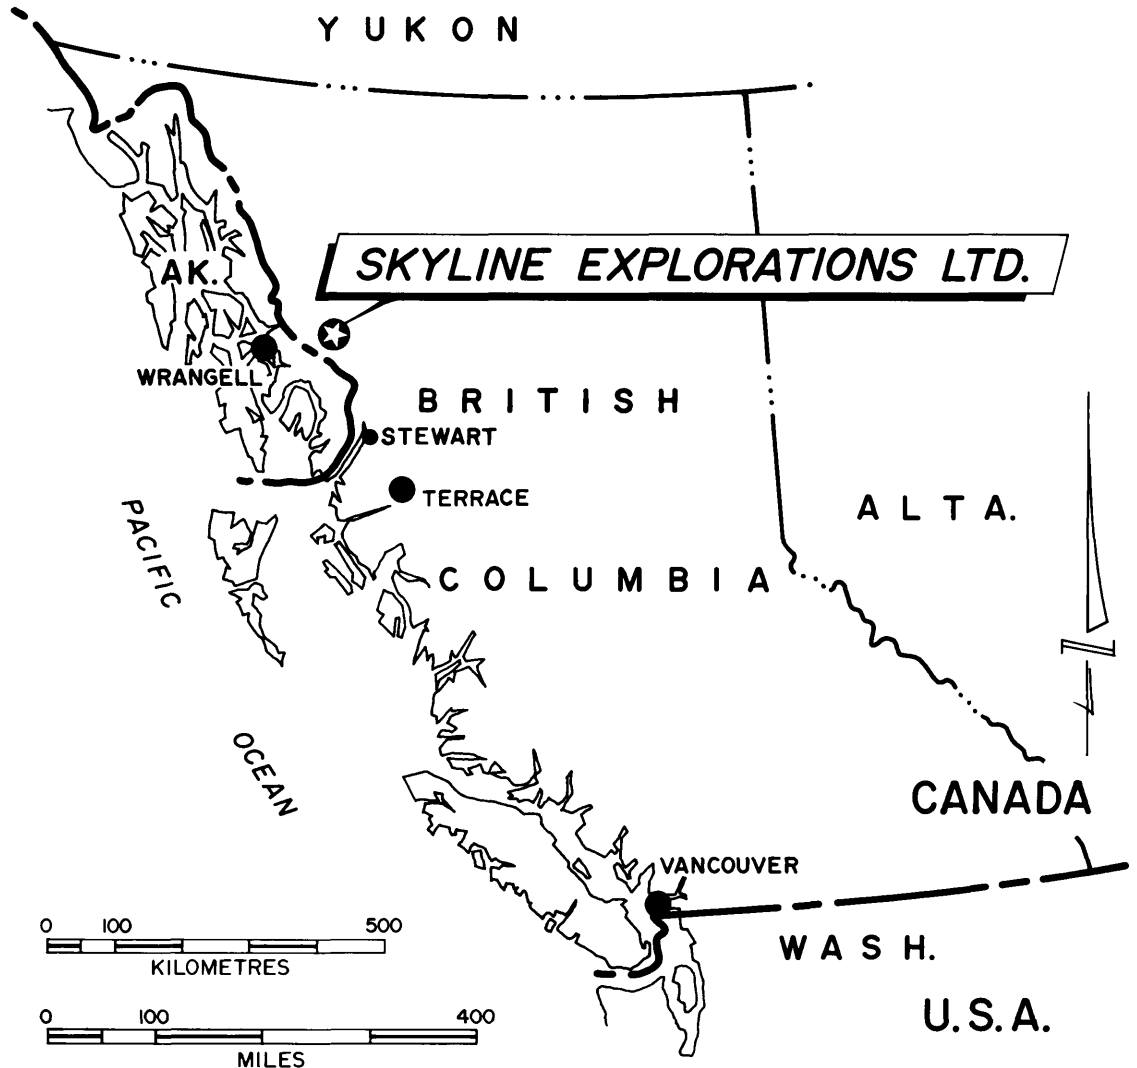 YUKON
SKYLINE EXPLORATIONS LTD.
AK.
WRANGELL
BRITISH
STEWART
TERRACE
ALTA.
PACIFIC
COLUMBIA
N
OCEAN
CANADA
VANCOUVER
0 100 500
KILOMETRES
WASH.
0 100 400
MILES
U.S.A.